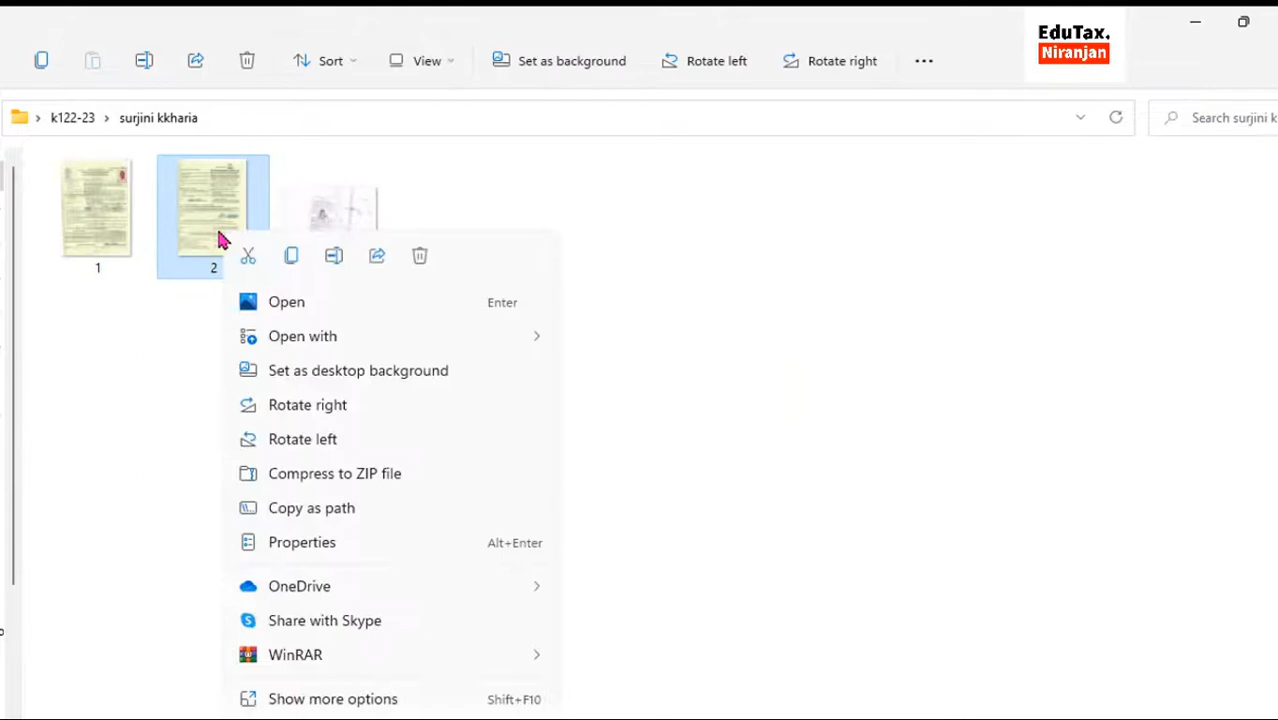 EduTax.
Niranjan
Sort
View
Set as background
Rotate left
Rotate right
k122-23
surjini kkharia
Search surjini k
1
2
Open Enter
Open with
Set as desktop background
Rotate right
Rotate left
Compress to ZIP file
Copy as path
Properties Alt+Enter
OneDrive
Share with Skype
WinRAR
Show more options Shift+F10